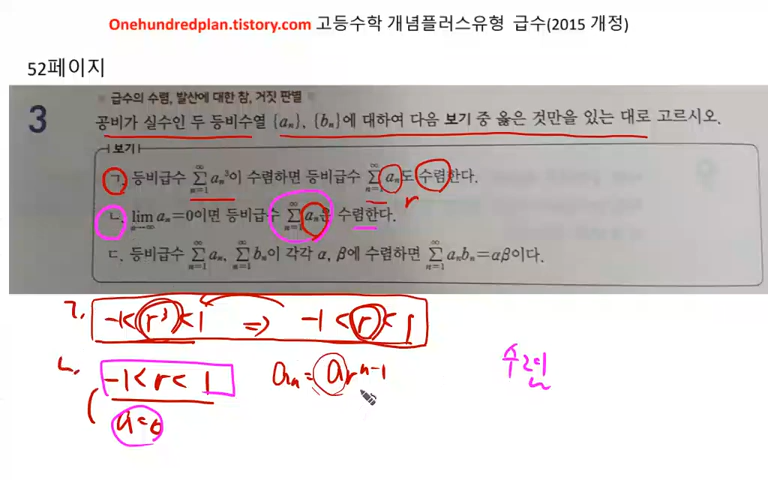 Onehundredplan.tistory.com 고등수학 개념플러스유형 급수(2015 개정)
52페이지
급수의 수렴, 발산에 대한 참, 거짓 판별
3 공비가 실수인 두 등비수열 {aₙ}, {bₙ}에 대하여 다음 보기 중 옳은 것만을 있는 대로 고르시오.
보기
ㄱ. 등비급수 ∑(n=1→∞) aₙ³이 수렴하면 등비급수 ∑(n=1→∞) aₙ도 수렴한다.
r
ㄴ. lim(n→∞) aₙ=0이면 등비급수 ∑(n=1→∞) aₙ은 수렴한다.
ㄷ. 등비급수 ∑(n=1→∞) aₙ, ∑(n=1→∞) bₙ이 각각 α, β에 수렴하면 ∑(n=1→∞) aₙbₙ=αβ이다.
ㄱ. -1<r³<1 ⇒ -1<r<1
ㄴ. -1<r<1 aₙ=ar^(n-1) 수렴
a=0